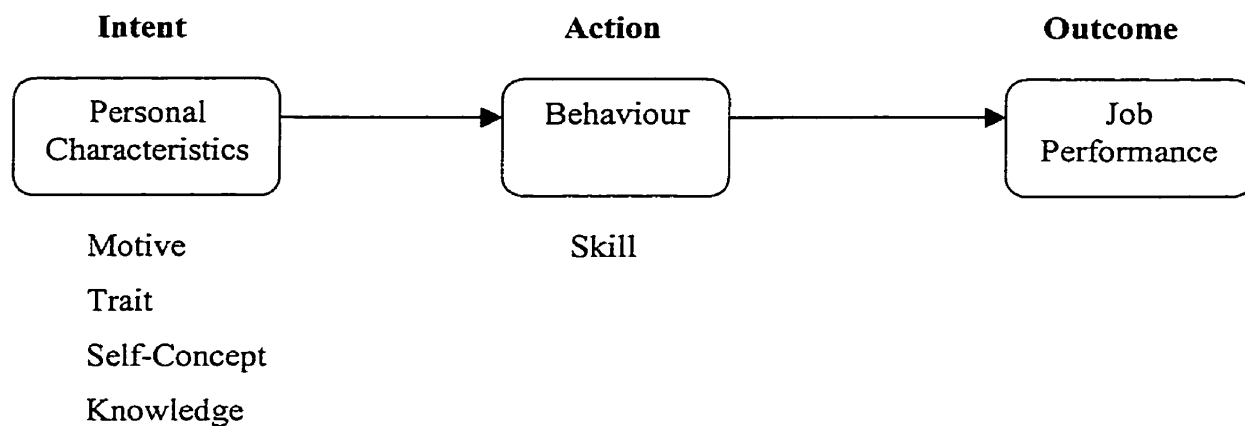 Intent
Action
Outcome
Personal
Characteristics
Behaviour
Job
Performance
Motive
Skill
Trait
Self-Concept
Knowledge